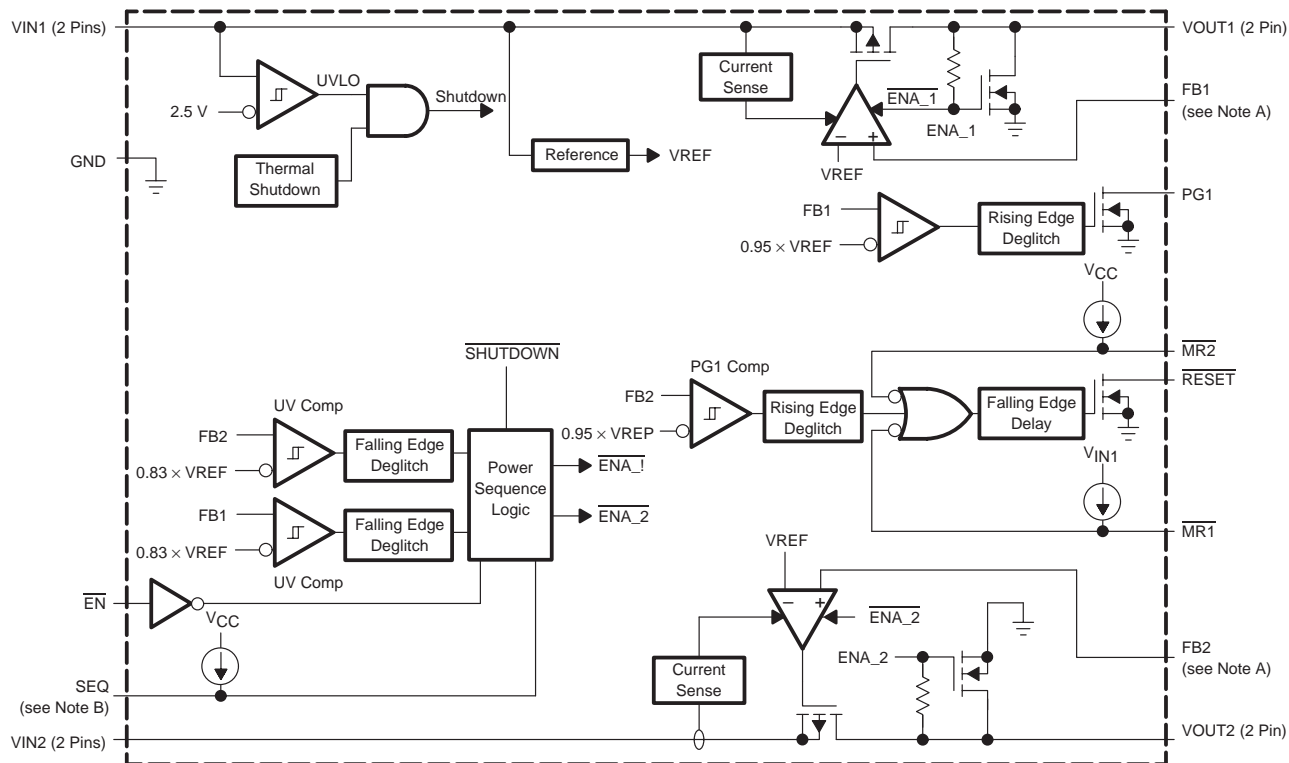 VIN1 (2 Pins)
VOUT1 (2 Pin)
UVLO
2.5 V
Shutdown
Thermal
Shutdown
GND
Reference
VREF
Current
Sense
ENA_1
ENA_1
− +
VREF
FB1
(see Note A)
FB1
0.95 × VREF
Rising Edge
Deglitch
PG1
VCC
MR2
SHUTDOWN
PG1 Comp
FB2
0.95 × VREP
Rising Edge
Deglitch
Falling Edge
Delay
RESET
VIN1
MR1
UV Comp
FB2
0.83 × VREF
Falling Edge
Deglitch
FB1
0.83 × VREF
Falling Edge
Deglitch
UV Comp
Power
Sequence
Logic
ENA_!
ENA_2
EN
VCC
SEQ
(see Note B)
VREF
− +
ENA_2
Current
Sense
ENA_2
FB2
(see Note A)
VIN2 (2 Pins)
VOUT2 (2 Pin)